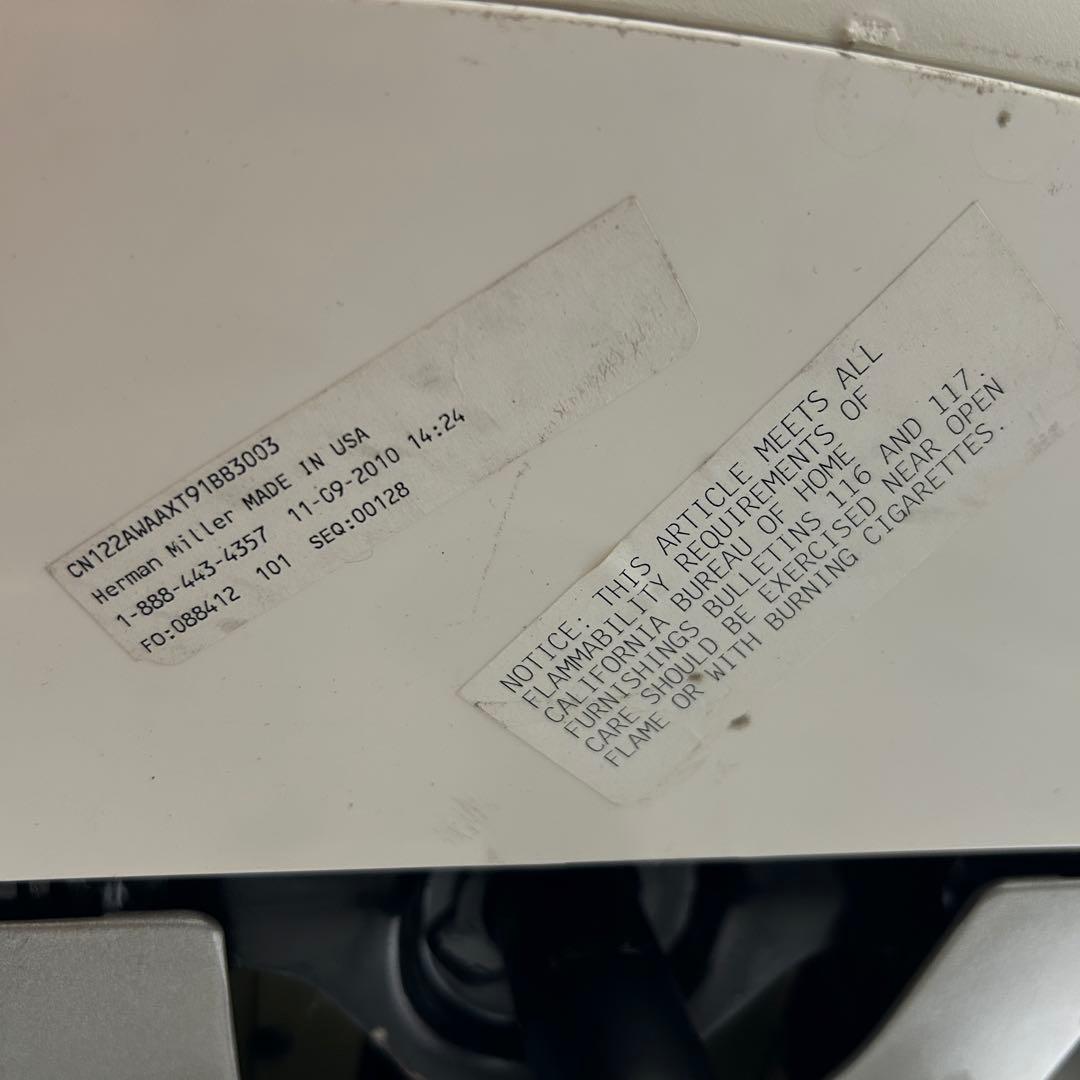 CN122AWAAXT91BB3003
Herman Miller MADE IN USA
1-888-443-4357 11-09-2010 14:24
FO:088412 101 SEQ:00128
NOTICE: THIS ARTICLE MEETS ALL
FLAMMABILITY REQUIREMENTS OF
CALIFORNIA BUREAU OF HOME
FURNISHINGS BULLETINS 116 AND 117.
CARE SHOULD BE EXERCISED NEAR OPEN
FLAME OR WITH BURNING CIGARETTES.